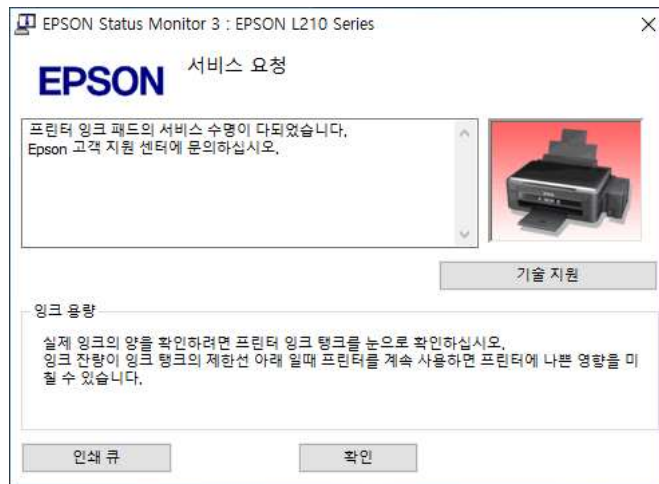 EPSON Status Monitor 3 : EPSON L210 Series
EPSON
서비스 요청
프린터 잉크 패드의 서비스 수명이 다되었습니다.
Epson 고객 지원 센터에 문의하십시오.
기술 지원
잉크 용량
실제 잉크의 양을 확인하려면 프린터 잉크 탱크를 눈으로 확인하십시오.
잉크 잔량이 잉크 탱크의 제한선 아래 일때 프린터를 계속 사용하면 프린터에 나쁜 영향을 미
칠 수 있습니다.
인쇄 큐
확인